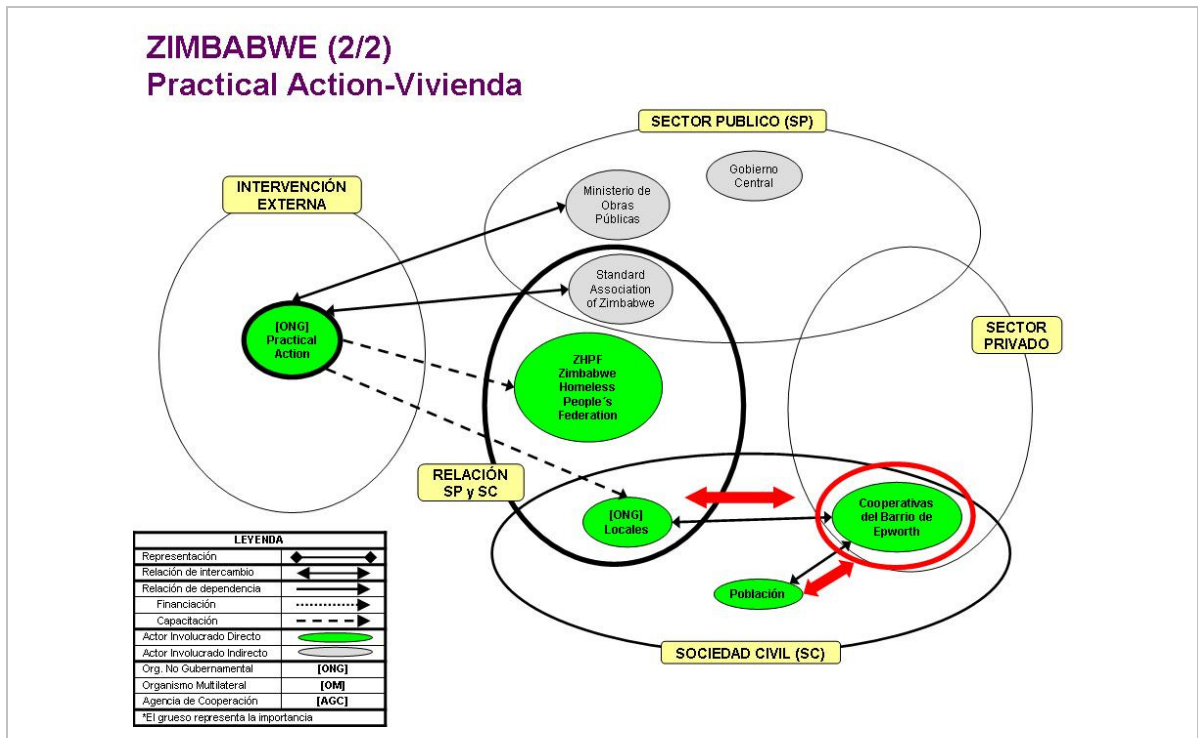 ZIMBABWE (2/2)
Practical Action-Vivienda
SECTOR PUBLICO (SP)
Gobierno
Central
Ministerio de
Obras
Públicas
INTERVENCIÓN
EXTERNA
Standard
Association
of Zimbabwe
[ONG]
Practical
Action
SECTOR
PRIVADO
ZHPF
Zimbabwe
Homeless
People´s
Federation
RELACIÓN
SP y SC
[ONG]
Locales
Cooperativas
del Barrio de
Epworth
Población
SOCIEDAD CIVIL (SC)
LEYENDA
Representación
Relación de intercambio
Relación de dependencia
Financiación
Capacitación
Actor Involucrado Directo
Actor Involucrado Indirecto
Org. No Gubernamental [ONG]
Organismo Multilateral [OM]
Agencia de Cooperación [AGC]
*El grueso representa la importancia